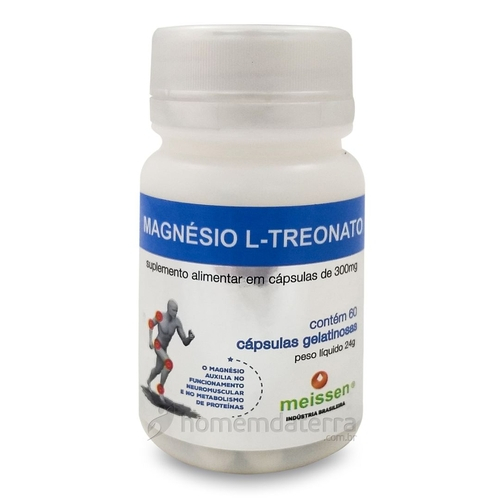 MAGNÉSIO L-TREONATO
suplemento alimentar em cápsulas de 300mg
contém 60
cápsulas gelatinosas
peso líquido 24g
O MAGNÉSIO
AUXILIA NO
FUNCIONAMENTO
NEUROMUSCULAR
E NO METABOLISMO
DE PROTEÍNAS
meissen®
INDÚSTRIA BRASILEIRA
homemdaterra
.com.br